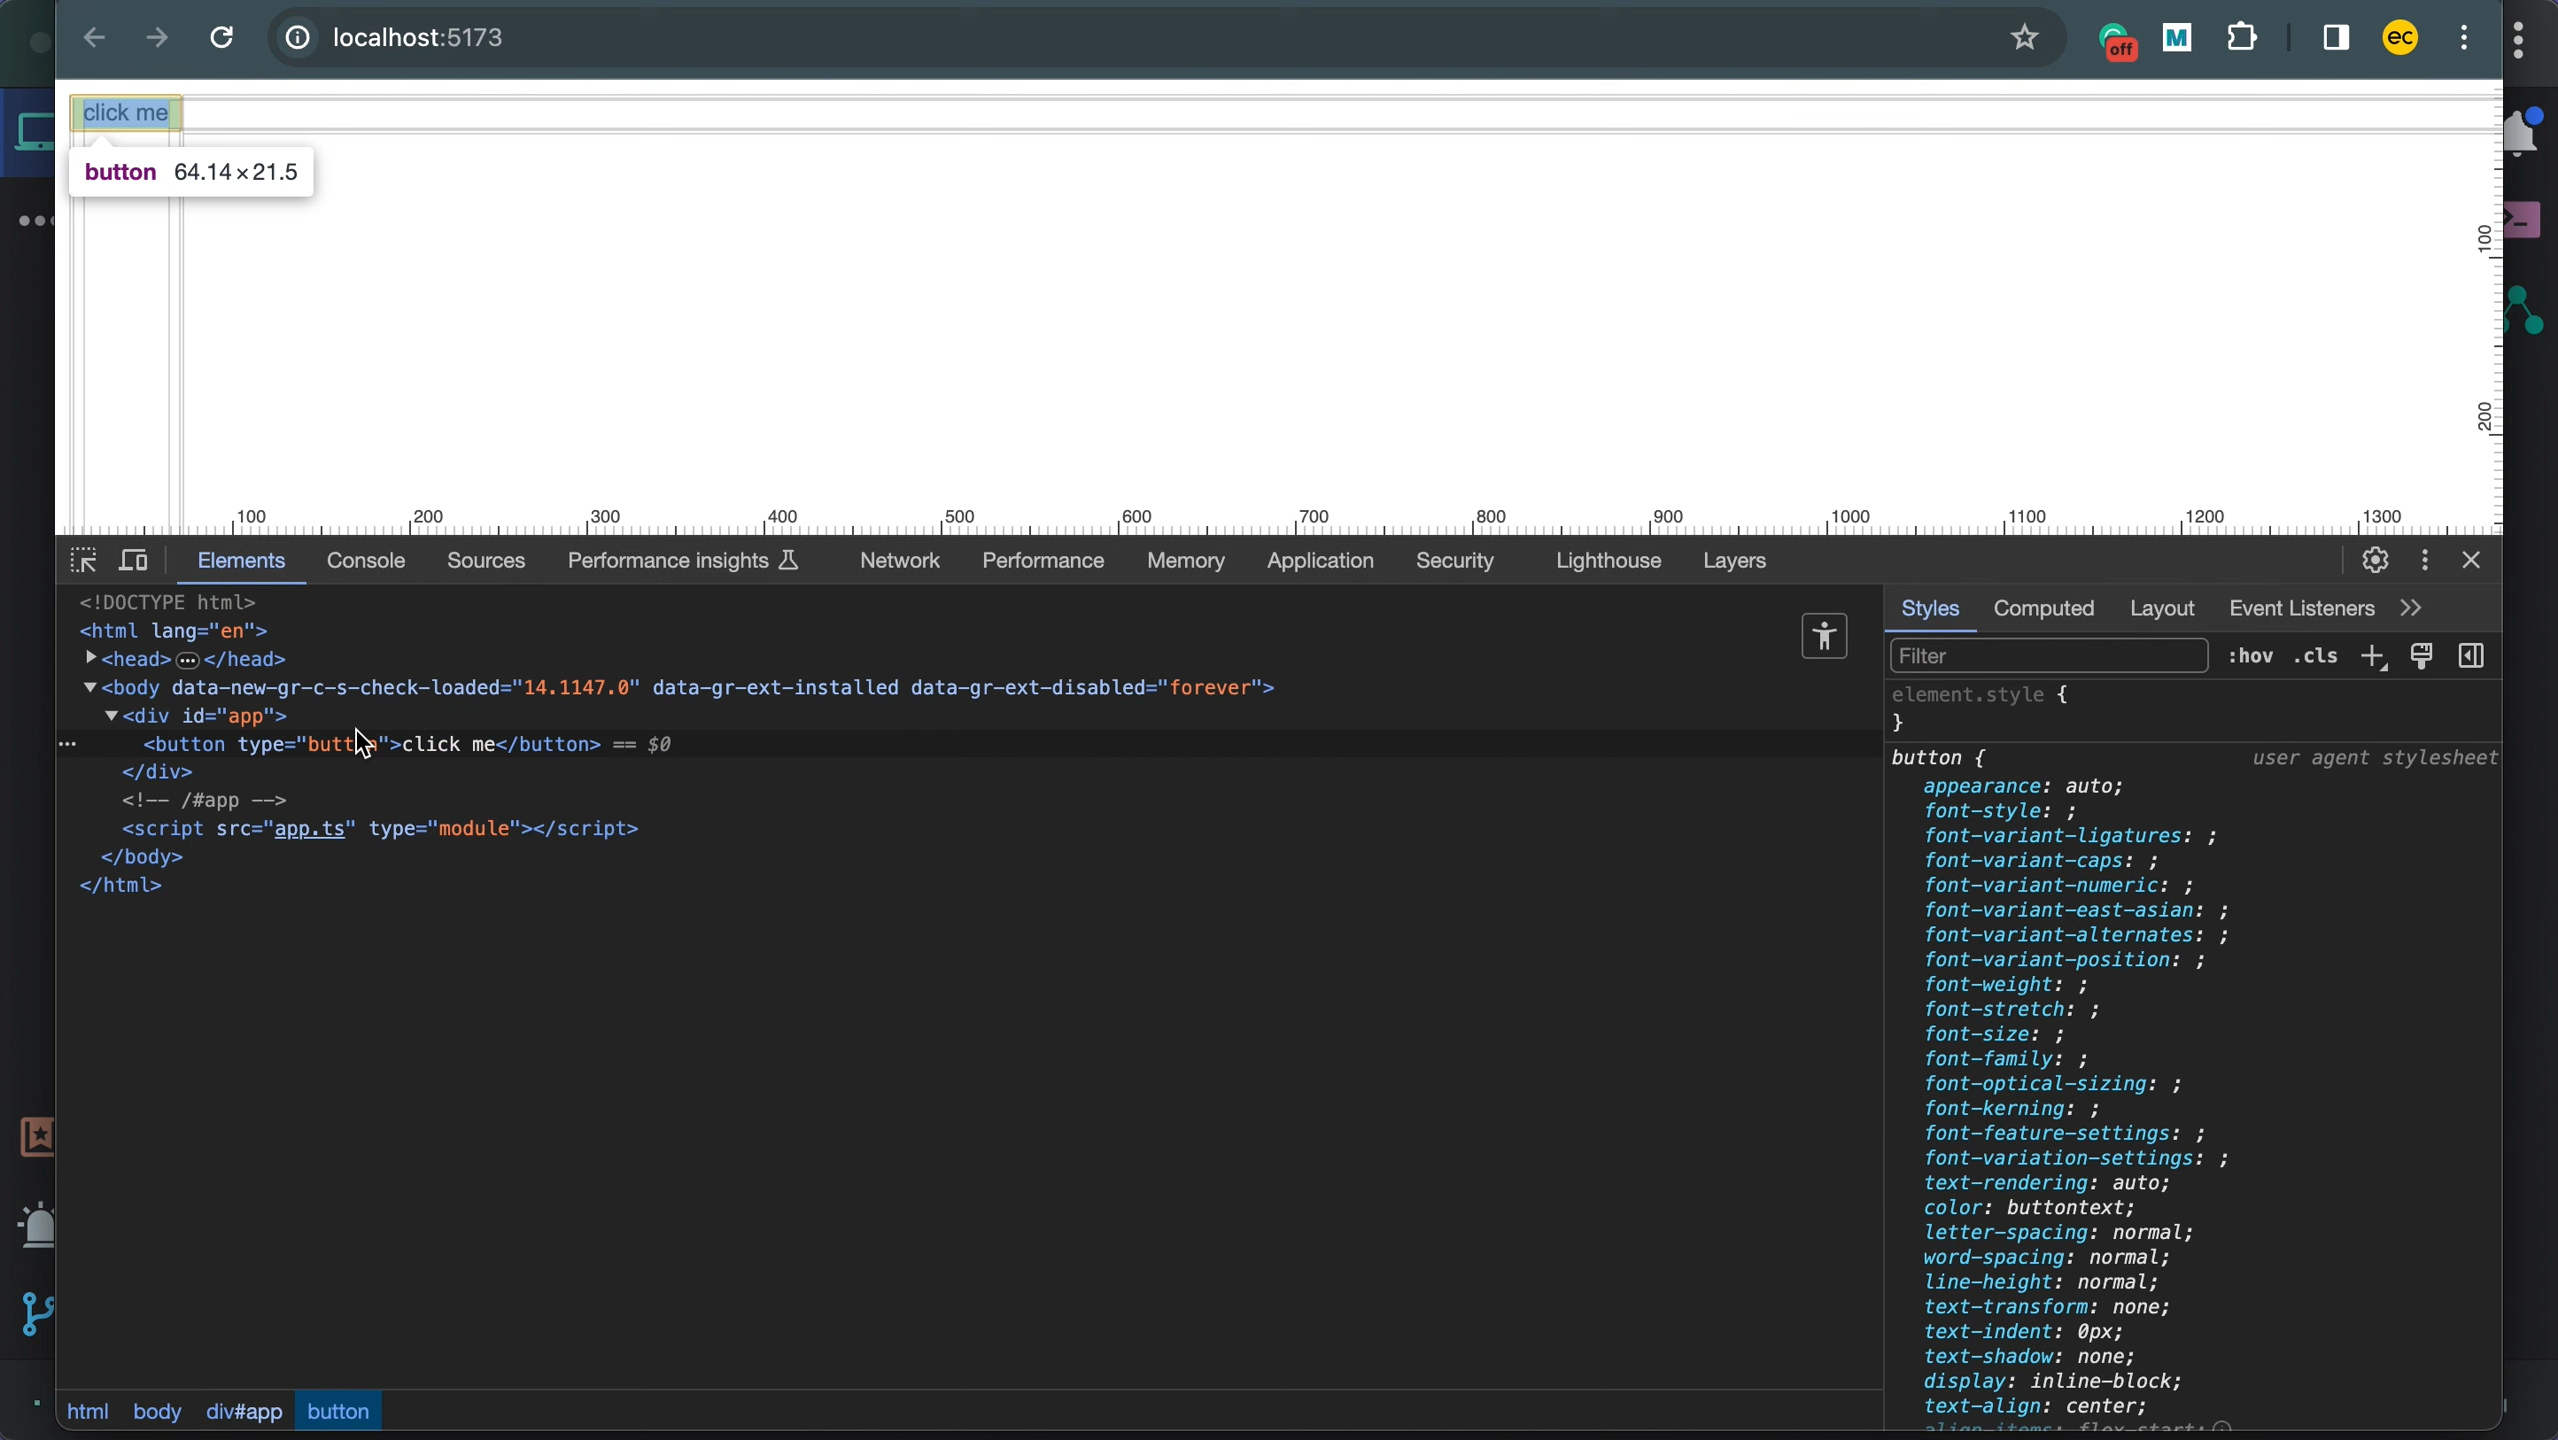 localhost:5173
off
M
ec
click me
button 64.14×21.5
100
200
100 200 300 400 500 600 700 800 900 1000 1100 1200 1300
Elements Console Sources Performance insights Network Performance Memory Application Security Lighthouse Layers
<!DOCTYPE html>
<html lang="en">
<head>…</head>
<body data-new-gr-c-s-check-loaded="14.1147.0" data-gr-ext-installed data-gr-ext-disabled="forever">
<div id="app">
<button type="button">click me</button> == $0
</div>
<!-- /#app -->
<script src="app.ts" type="module"></script>
</body>
</html>
html body div#app button
Styles Computed Layout Event Listeners >>
Filter :hov .cls
element.style {
}
button { user agent stylesheet
appearance: auto;
font-style: ;
font-variant-ligatures: ;
font-variant-caps: ;
font-variant-numeric: ;
font-variant-east-asian: ;
font-variant-alternates: ;
font-variant-position: ;
font-weight: ;
font-stretch: ;
font-size: ;
font-family: ;
font-optical-sizing: ;
font-kerning: ;
font-feature-settings: ;
font-variation-settings: ;
text-rendering: auto;
color: buttontext;
letter-spacing: normal;
word-spacing: normal;
line-height: normal;
text-transform: none;
text-indent: 0px;
text-shadow: none;
display: inline-block;
text-align: center;
align-items: flex-start;